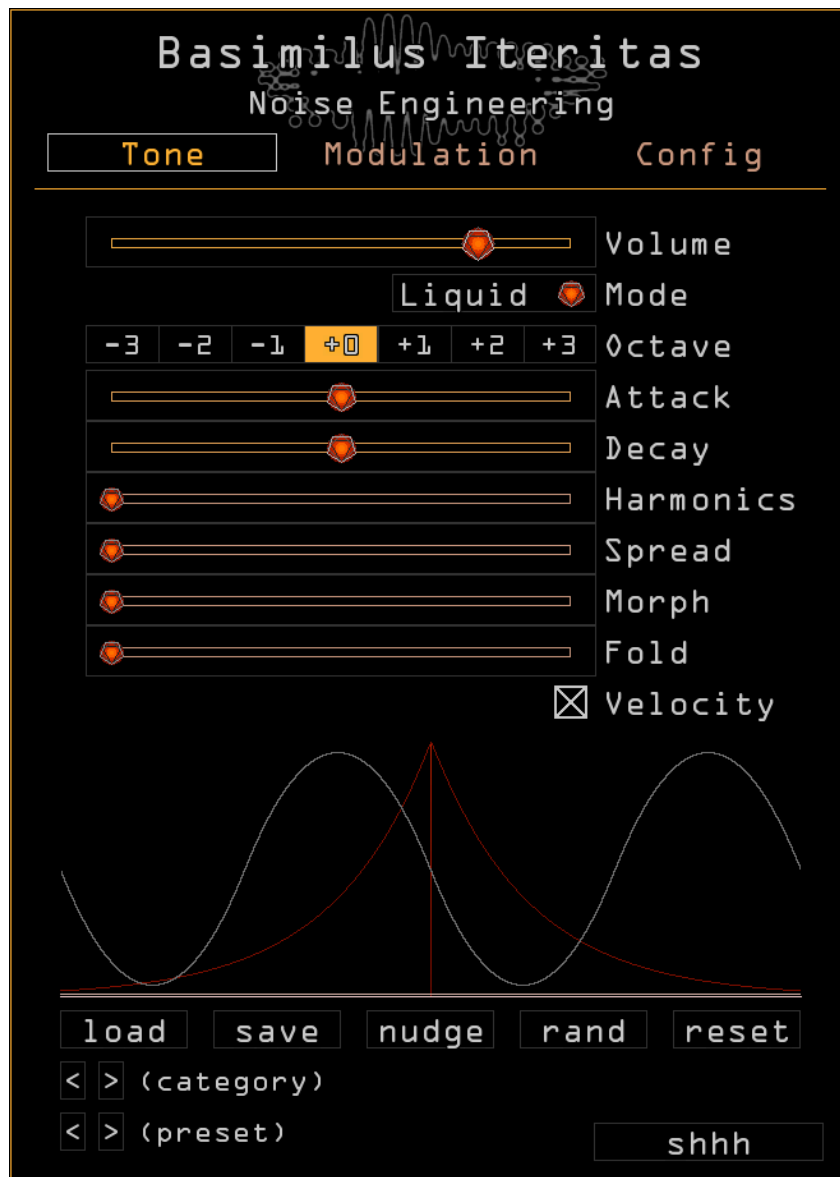 Basimilus Iteritas
Noise Engineering
Tone Modulation Config
Volume
Liquid Mode
-3 -2 -1 +0 +1 +2 +3 Octave
Attack
Decay
Harmonics
Spread
Morph
Fold
Velocity
load save nudge rand reset
< > (category)
< > (preset)
shhh